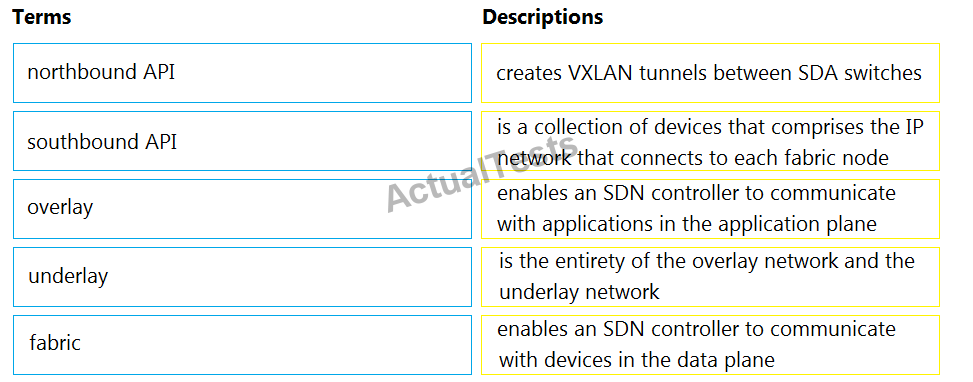 Terms
Descriptions
northbound API
creates VXLAN tunnels between SDA switches
southbound API
is a collection of devices that comprises the IP
network that connects to each fabric node
ActualTests
overlay
enables an SDN controller to communicate
with applications in the application plane
underlay
is the entirety of the overlay network and the
underlay network
fabric
enables an SDN controller to communicate
with devices in the data plane